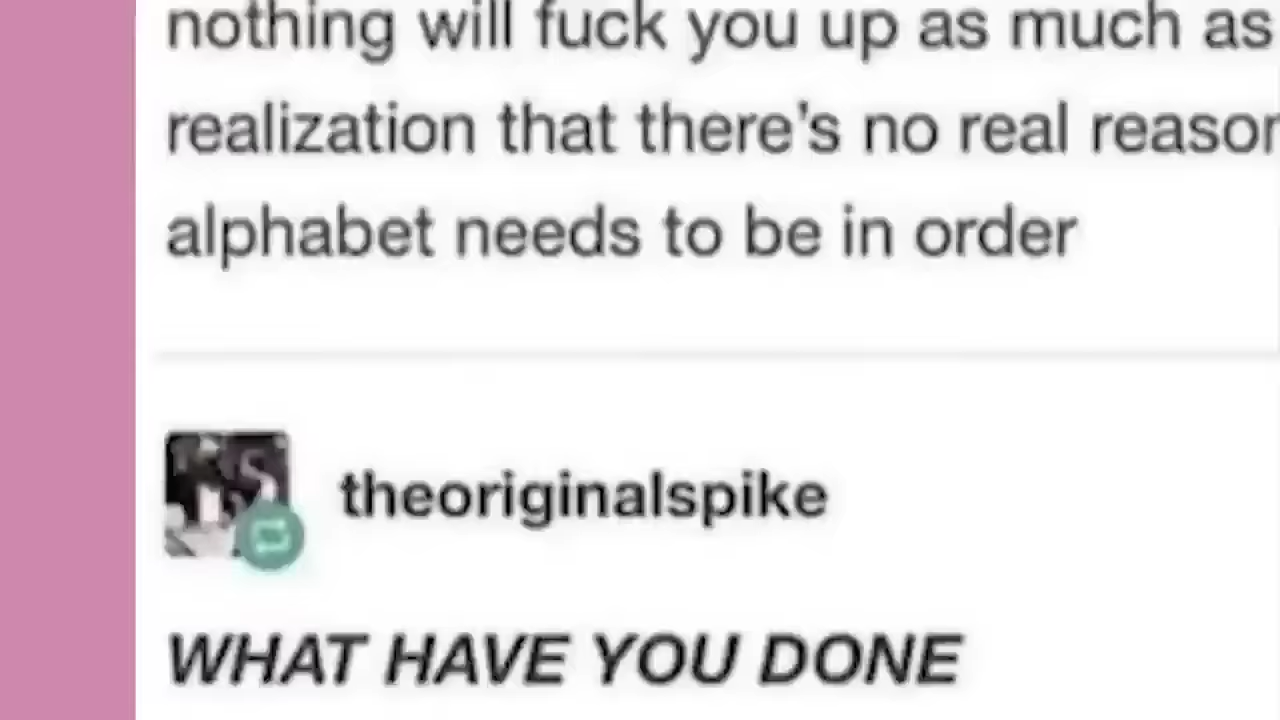 nothing will fuck you up as much as
realization that there's no real reason
alphabet needs to be in order
theoriginalspike
WHAT HAVE YOU DONE